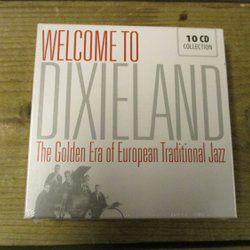 WELCOME TO
10 CD
COLLECTION
DIXIELAND
The Golden Era of European Traditional Jazz